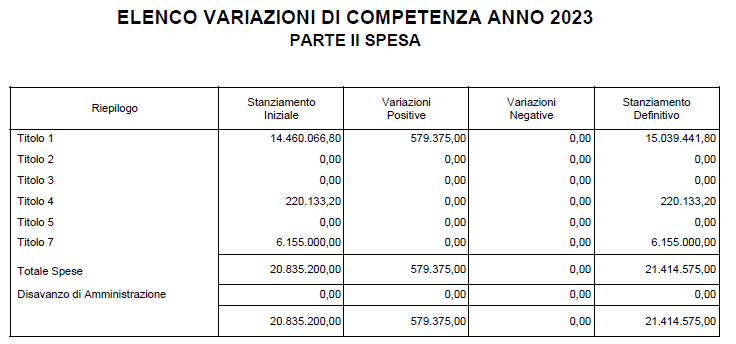 ELENCO VARIAZIONI DI COMPETENZA ANNO 2023
PARTE II SPESA
Riepilogo Stanziamento Iniziale Variazioni Positive Variazioni Negative Stanziamento Definitivo
Titolo 1 14.460.066,80 579.375,00 0,00 15.039.441,80
Titolo 2 0,00 0,00 0,00 0,00
Titolo 3 0,00 0,00 0,00 0,00
Titolo 4 220.133,20 0,00 0,00 220.133,20
Titolo 5 0,00 0,00 0,00 0,00
Titolo 7 6.155.000,00 0,00 0,00 6.155.000,00
Totale Spese 20.835.200,00 579.375,00 0,00 21.414.575,00
Disavanzo di Amministrazione 0,00 0,00 0,00 0,00
20.835.200,00 579.375,00 0,00 21.414.575,00